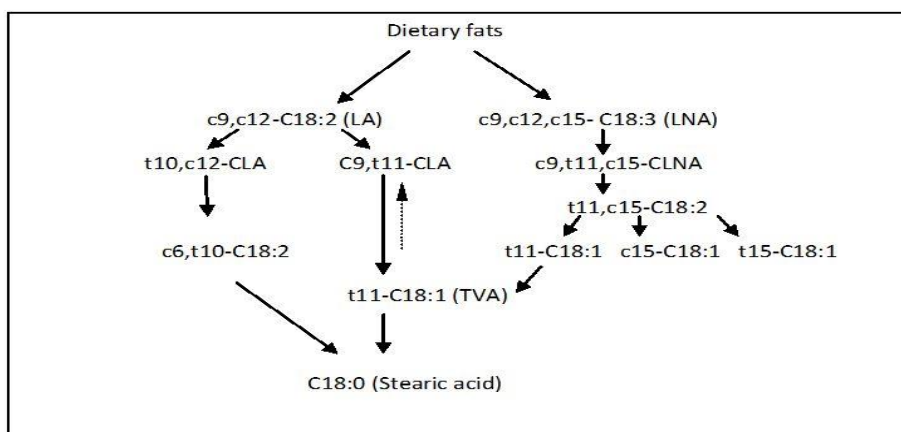 Dietary fats
c9,c12-C18:2 (LA)
c9,c12,c15- C18:3 (LNA)
t10,c12-CLA
C9,t11-CLA
c9,t11,c15-CLNA
t11,c15-C18:2
c6,t10-C18:2
t11-C18:1
c15-C18:1
t15-C18:1
t11-C18:1 (TVA)
C18:0 (Stearic acid)